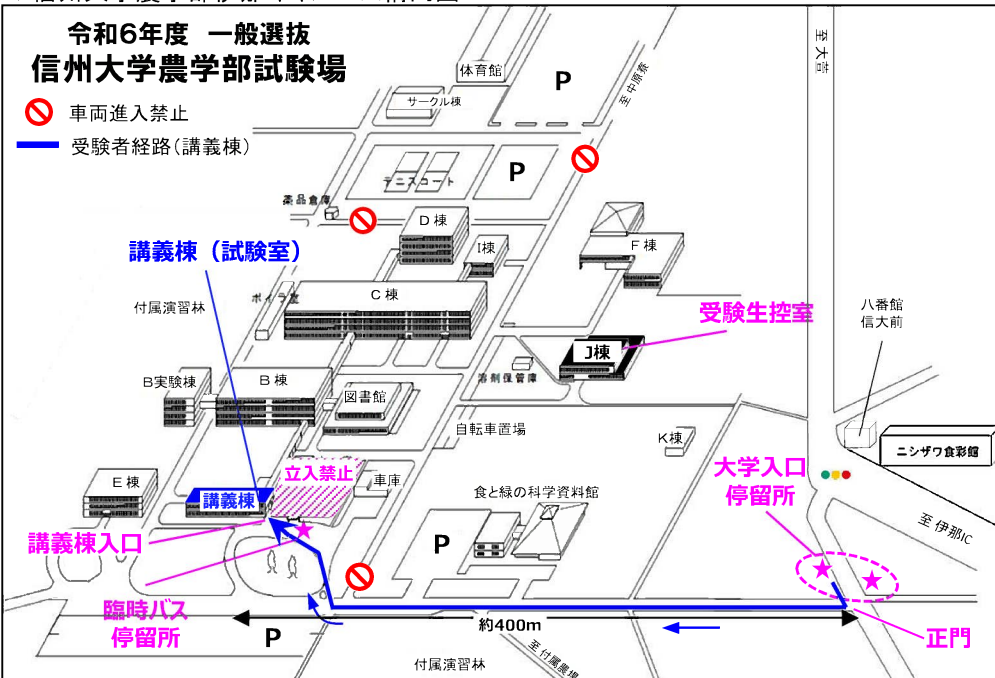 令和6年度 一般選抜
信州大学農学部試験場
車両進入禁止
受験者経路(講義棟)
体育館
サークル棟
P
至中原寮
至大萱
テニスコート
P
薬品倉庫
D棟
I棟
F棟
講義棟(試験室)
付属演習林
ボイラ室
C棟
受験生控室
八番館
信大前
J棟
溶剤保管庫
B実験棟
B棟
図書館
自転車置場
K棟
ニシザワ食彩館
立入禁止
車庫
大学入口
停留所
E棟
講義棟
食と緑の科学資料館
至伊那IC
講義棟入口
P
臨時バス
停留所
P
約400m
正門
付属演習林
至付属農場